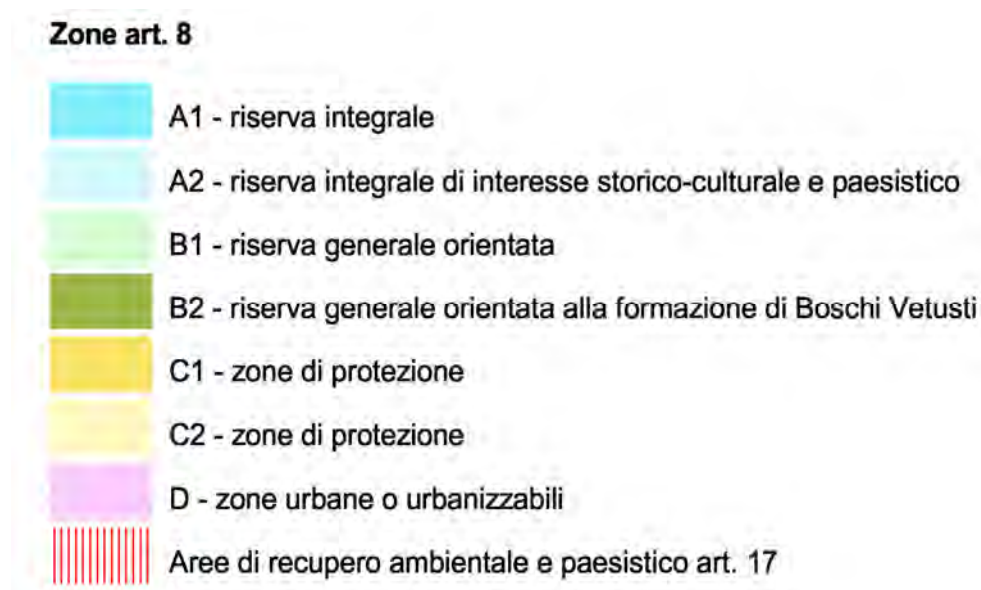 Zone art. 8
A1 - riserva integrale
A2 - riserva integrale di interesse storico-culturale e paesistico
B1 - riserva generale orientata
B2 - riserva generale orientata alla formazione di Boschi Vetusti
C1 - zone di protezione
C2 - zone di protezione
D - zone urbane o urbanizzabili
Aree di recupero ambientale e paesistico art. 17